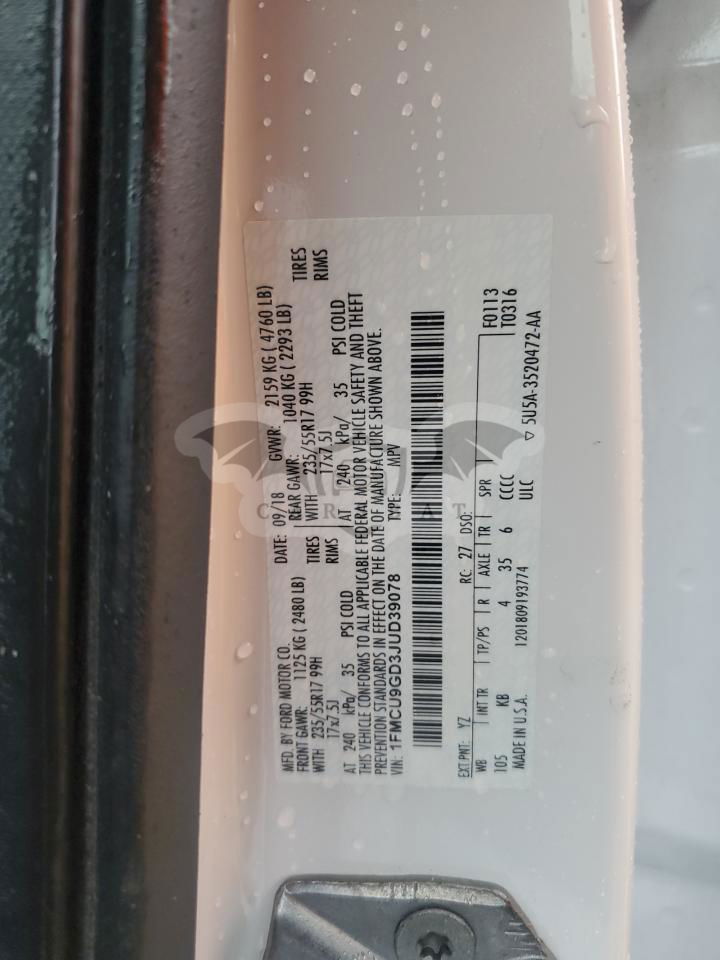 MFD. BY FORD MOTOR CO. DATE: 09/18 GVWR: 2159 KG ( 4760 LB)
FRONT GAWR: 1125 KG ( 2480 LB) REAR GAWR: 1040 KG ( 2293 LB)
WITH 235/55R17 99H TIRES WITH 235/55R17 99H TIRES
17x7.5J RIMS 17x7.5J RIMS
AT 240 kPa/ 35 PSI COLD AT 240 kPa/ 35 PSI COLD
THIS VEHICLE CONFORMS TO ALL APPLICABLE FEDERAL MOTOR VEHICLE SAFETY AND THEFT
PREVENTION STANDARDS IN EFFECT ON THE DATE OF MANUFACTURE SHOWN ABOVE.
VIN: 1FMCU9GD3JUD39078 TYPE: MPV
EXT PNT: YZ RC: 27 DSO: F0113
WB INT TR TP/PS R AXLE TR SPR T0316
105 KB 4 35 6 CCCC
MADE IN U.S.A. 1201809193774 ULC ▽ 5U5A-3520472-AA